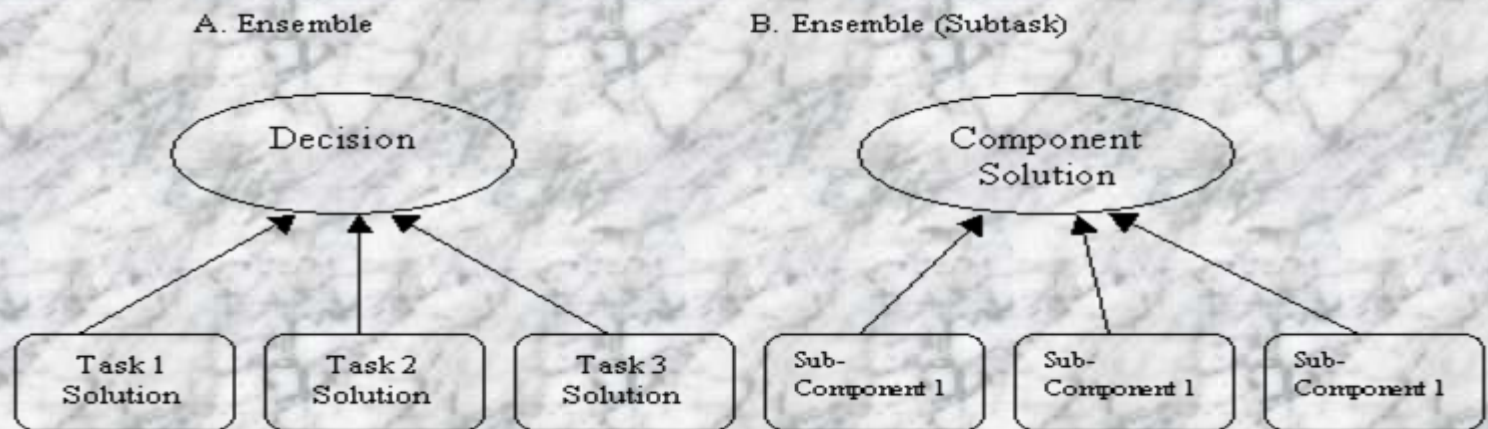 A. Ensemble
B. Ensemble (Subtask)
Decision
Component
Solution
Task 1
Solution
Task 2
Solution
Task 3
Solution
Sub-
Component 1
Sub-
Component 1
Sub-
Component 1